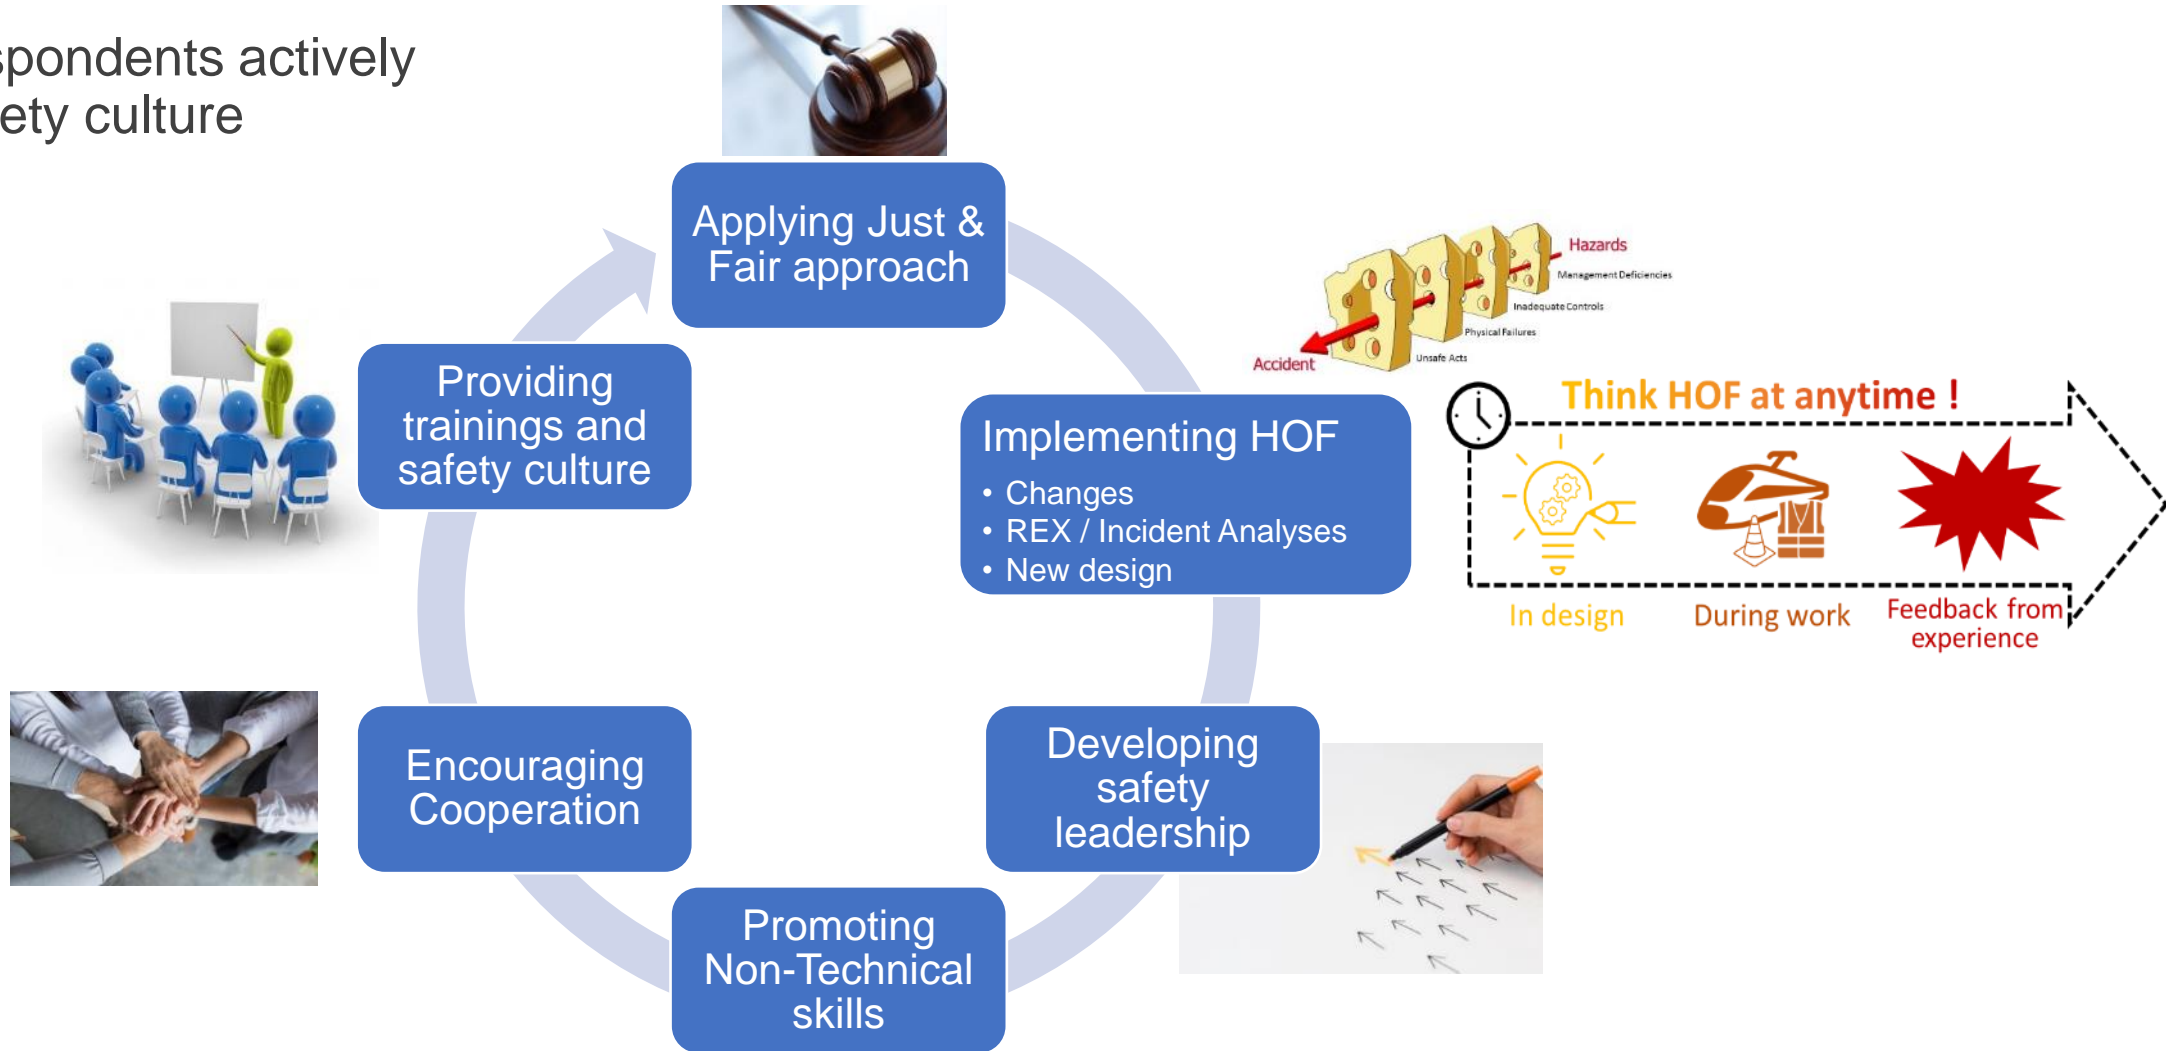 spondents actively
ety culture
Applying Just &
Fair approach
Hazards
Management Deficiencies
Inadequate Controls
Physical Failures
Unsafe Acts
Accident
Providing
trainings and
safety culture
Implementing HOF
• Changes
• REX / Incident Analyses
• New design
Think HOF at anytime !
In design
During work
Feedback from
experience
Encouraging
Cooperation
Developing
safety
leadership
Promoting
Non-Technical
skills